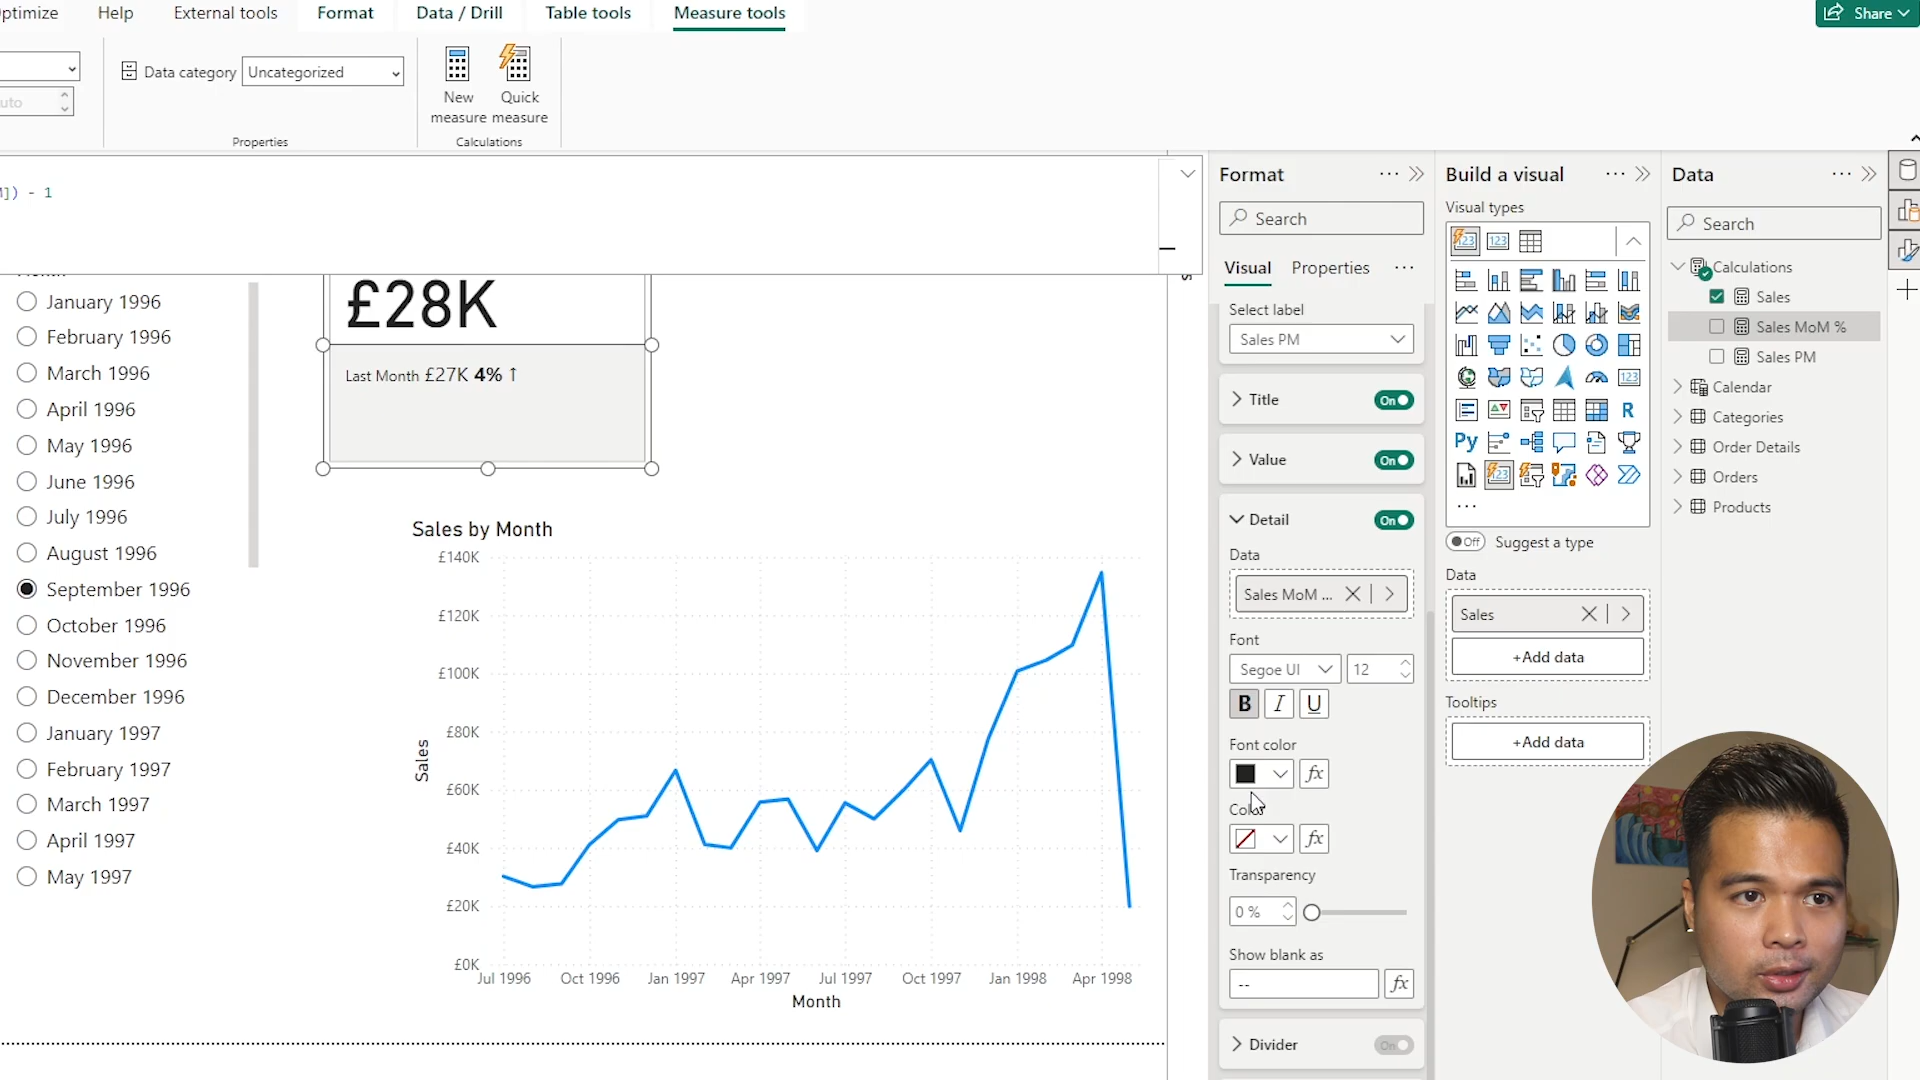 ptimize Help External tools Format Data / Drill Table tools Measure tools Share
Data category Uncategorized
uto
New measure
Quick measure
Properties
Calculations
]) - 1
January 1996
February 1996
March 1996
April 1996
May 1996
June 1996
July 1996
August 1996
September 1996
October 1996
November 1996
December 1996
January 1997
February 1997
March 1997
April 1997
May 1997
£28K
Last Month £27K 4% ↑
Sales by Month
£140K
£120K
£100K
£80K
£60K
£40K
£20K
£0K
Sales
Jul 1996 Oct 1996 Jan 1997 Apr 1997 Jul 1997 Oct 1997 Jan 1998 Apr 1998
Month
Format
Search
Visual Properties
Select label
Sales PM
Title On
Value On
Detail On
Data
Sales MoM ...
Font
Segoe UI 12
B I U
Font color
fx
Color
fx
Transparency
0 %
Show blank as
-- fx
Divider On
Build a visual
Visual types
123 123
123
R
Py
123
Off Suggest a type
Data
Sales
+Add data
Tooltips
+Add data
Data
Search
Calculations
Sales
Sales MoM %
Sales PM
Calendar
Categories
Order Details
Orders
Products